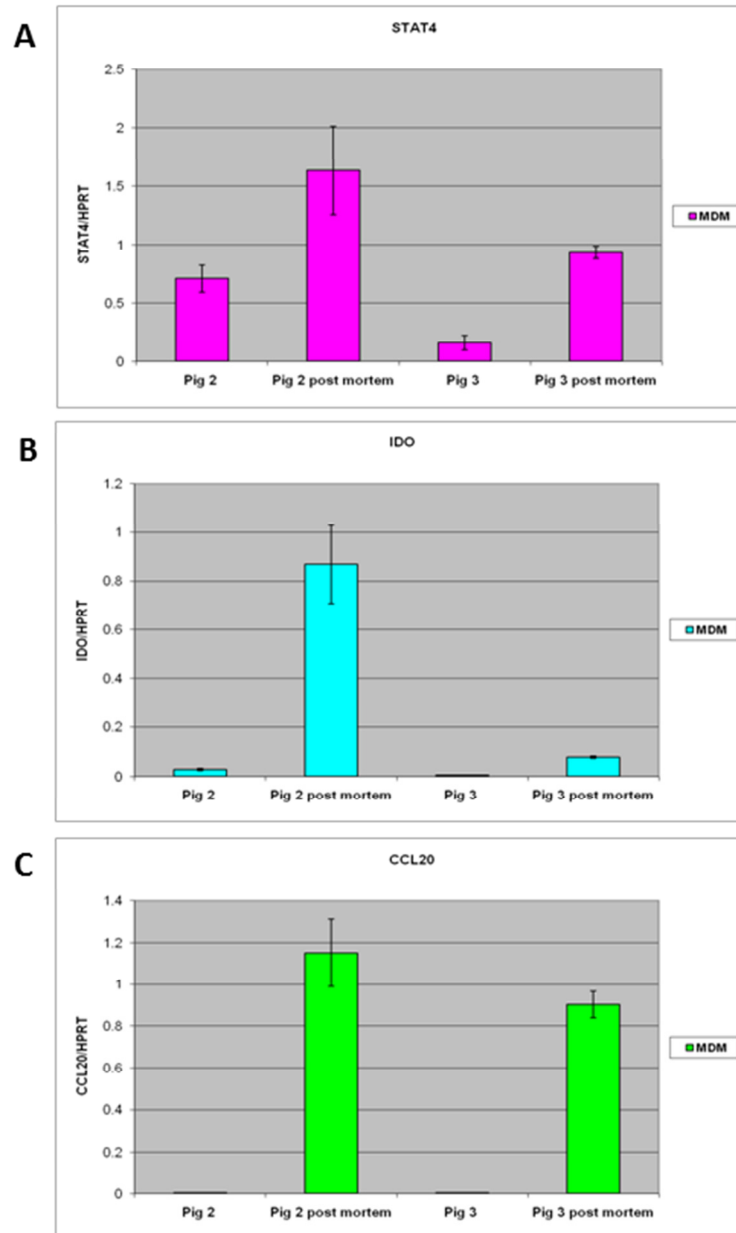 A
STAT4
2.5
2
1.5
1
0.5
0
STAT4/HPRT
Pig 2 Pig 2 post mortem Pig 3 Pig 3 post mortem
MDM
B
IDO
1.2
1
0.8
0.6
0.4
0.2
0
IDO/HPRT
Pig 2 Pig 2 post mortem Pig 3 Pig 3 post mortem
MDM
C
CCL20
1.4
1.2
1
0.8
0.6
0.4
0.2
0
CCL20/HPRT
Pig 2 Pig 2 post mortem Pig 3 Pig 3 post mortem
MDM